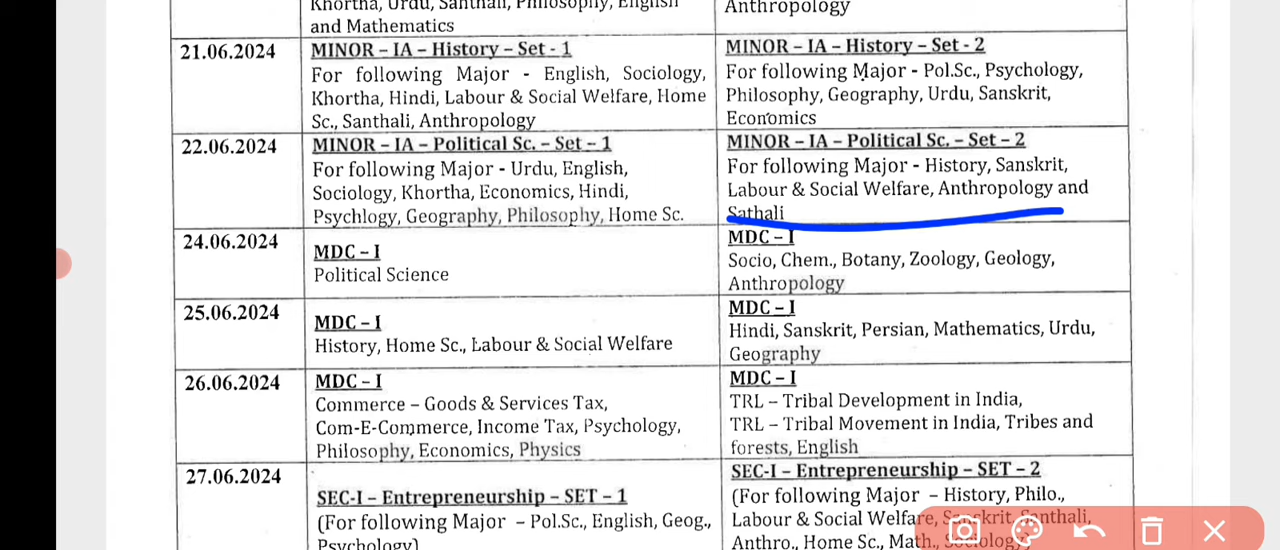 Khortha, Urdu, Santhali, Philosophy, English
and Mathematics
Anthropology
21.06.2024
MINOR – IA – History – Set - 1
For following Major - English, Sociology,
Khortha, Hindi, Labour & Social Welfare, Home
Sc., Santhali, Anthropology
MINOR – IA – History – Set - 2
For following Major - Pol.Sc., Psychology,
Philosophy, Geography, Urdu, Sanskrit,
Economics
22.06.2024
MINOR – IA – Political Sc. – Set – 1
For following Major - Urdu, English,
Sociology, Khortha, Economics, Hindi,
Psychlogy, Geography, Philosophy, Home Sc.
MINOR – IA – Political Sc. – Set – 2
For following Major - History, Sanskrit,
Labour & Social Welfare, Anthropology and
Sathali
24.06.2024
MDC – I
Political Science
MDC – I
Socio, Chem., Botany, Zoology, Geology,
Anthropology
25.06.2024
MDC – I
History, Home Sc., Labour & Social Welfare
MDC – I
Hindi, Sanskrit, Persian, Mathematics, Urdu,
Geography
26.06.2024
MDC – I
Commerce – Goods & Services Tax,
Com-E-Commerce, Income Tax, Psychology,
Philosophy, Economics, Physics
MDC – I
TRL – Tribal Development in India,
TRL – Tribal Movement in India, Tribes and
forests, English
27.06.2024
SEC-I – Entrepreneurship – SET – 1
(For following Major – Pol.Sc., English, Geog.,
Psychology)
SEC-I – Entrepreneurship – SET – 2
(For following Major – History, Philo.,
Labour & Social Welfare, Sanskrit, Santhali,
Anthro., Home Sc., Math., Sociology)